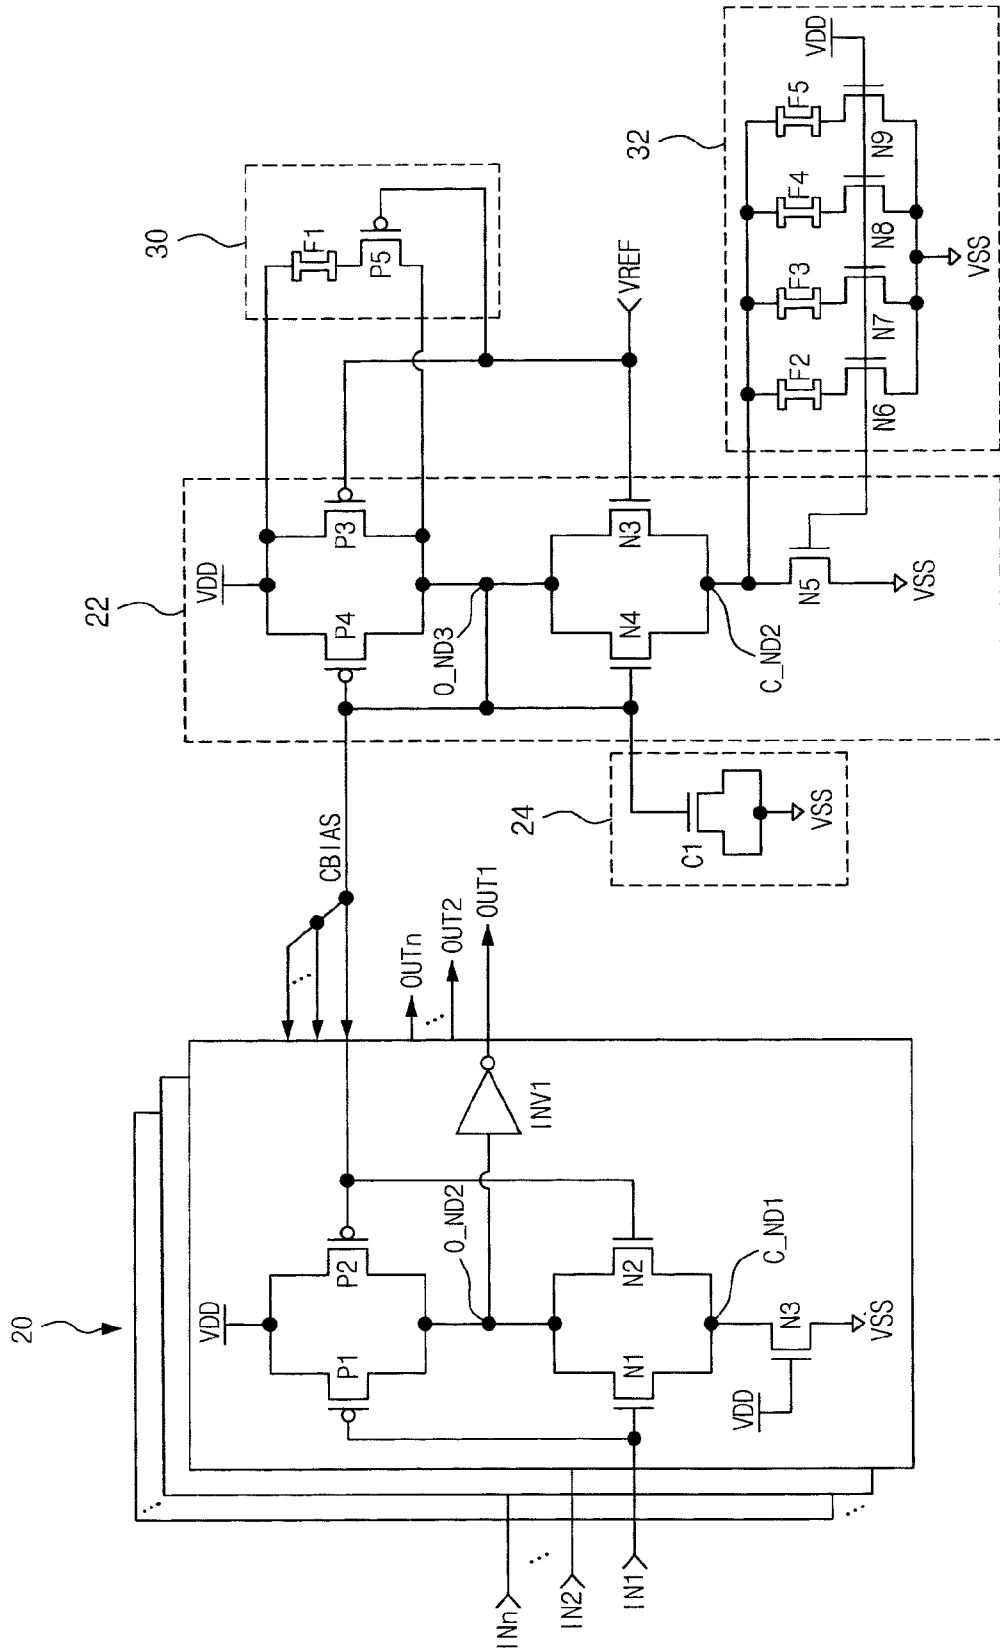 20
INn
IN2
IN1
VDD
P1
P2
O_ND2
N1
N2
C_ND1
VDD
N3
VSS
INV1
OUTn
OUT2
OUT1
CBIAS
24
C1
VSS
22
VDD
P4
P3
O_ND3
N4
N3
C_ND2
N5
VSS
30
F1
P5
VREF
32
F2
F3
F4
F5
N6
N7
N8
N9
VDD
VSS